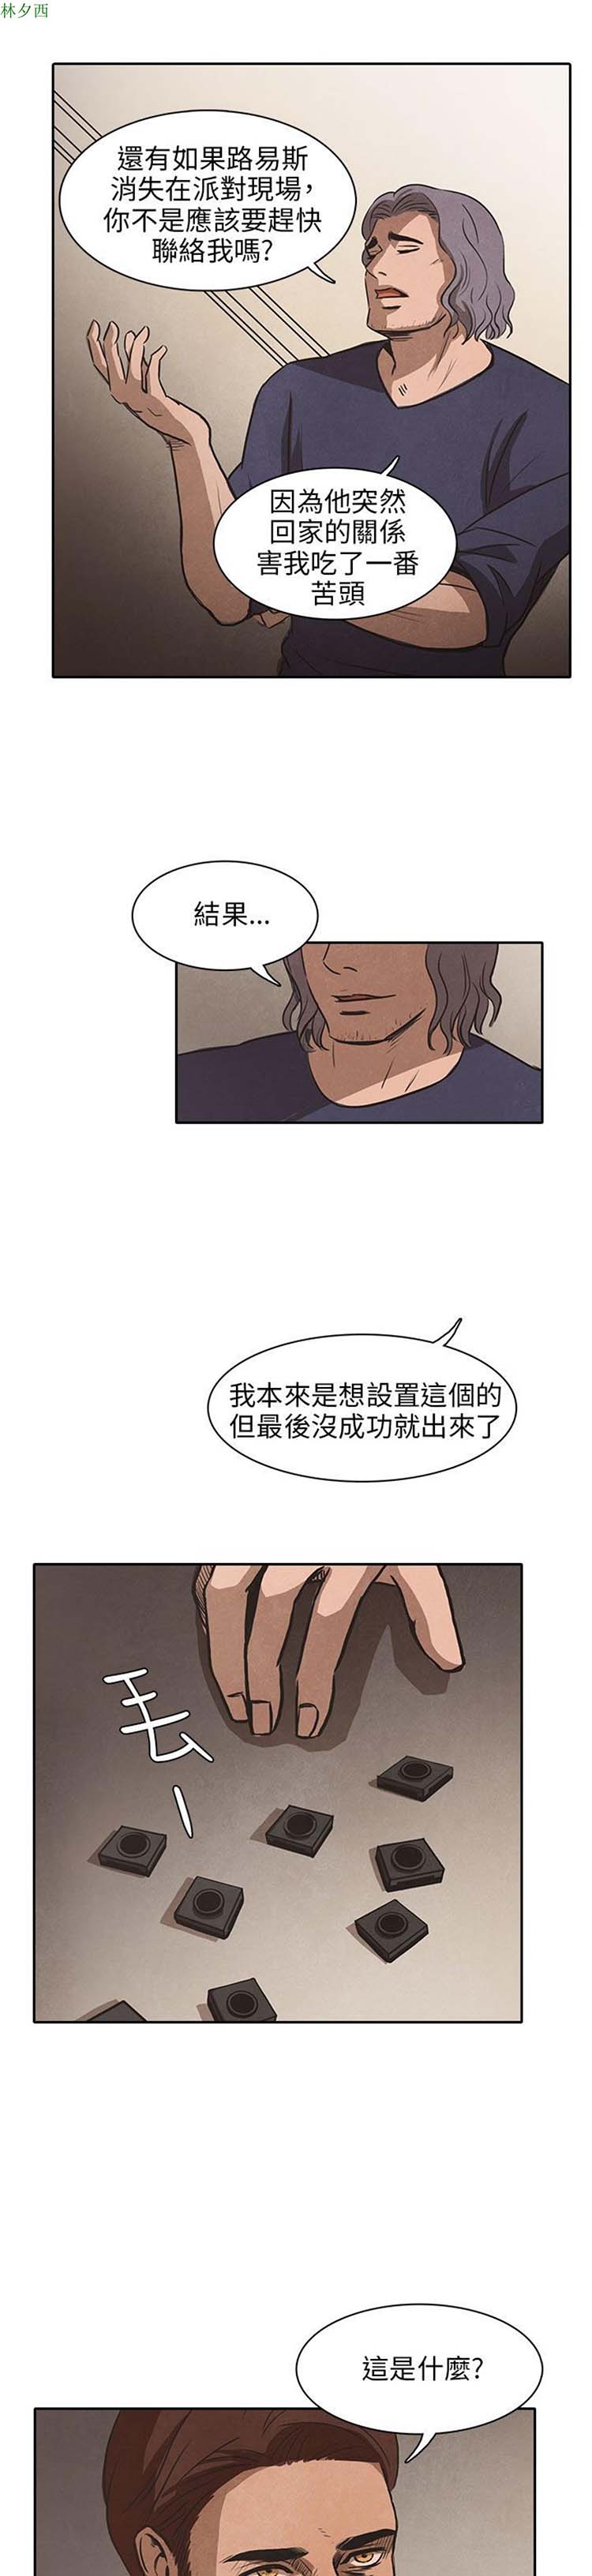 林夕西
還有如果路易斯
消失在派對現場，
你不是應該要趕快
聯絡我嗎?
因為他突然
回家的關係
害我吃了一番
苦頭
結果...
我本來是想設置這個的
但最後沒成功就出來了
丟
這是什麼?